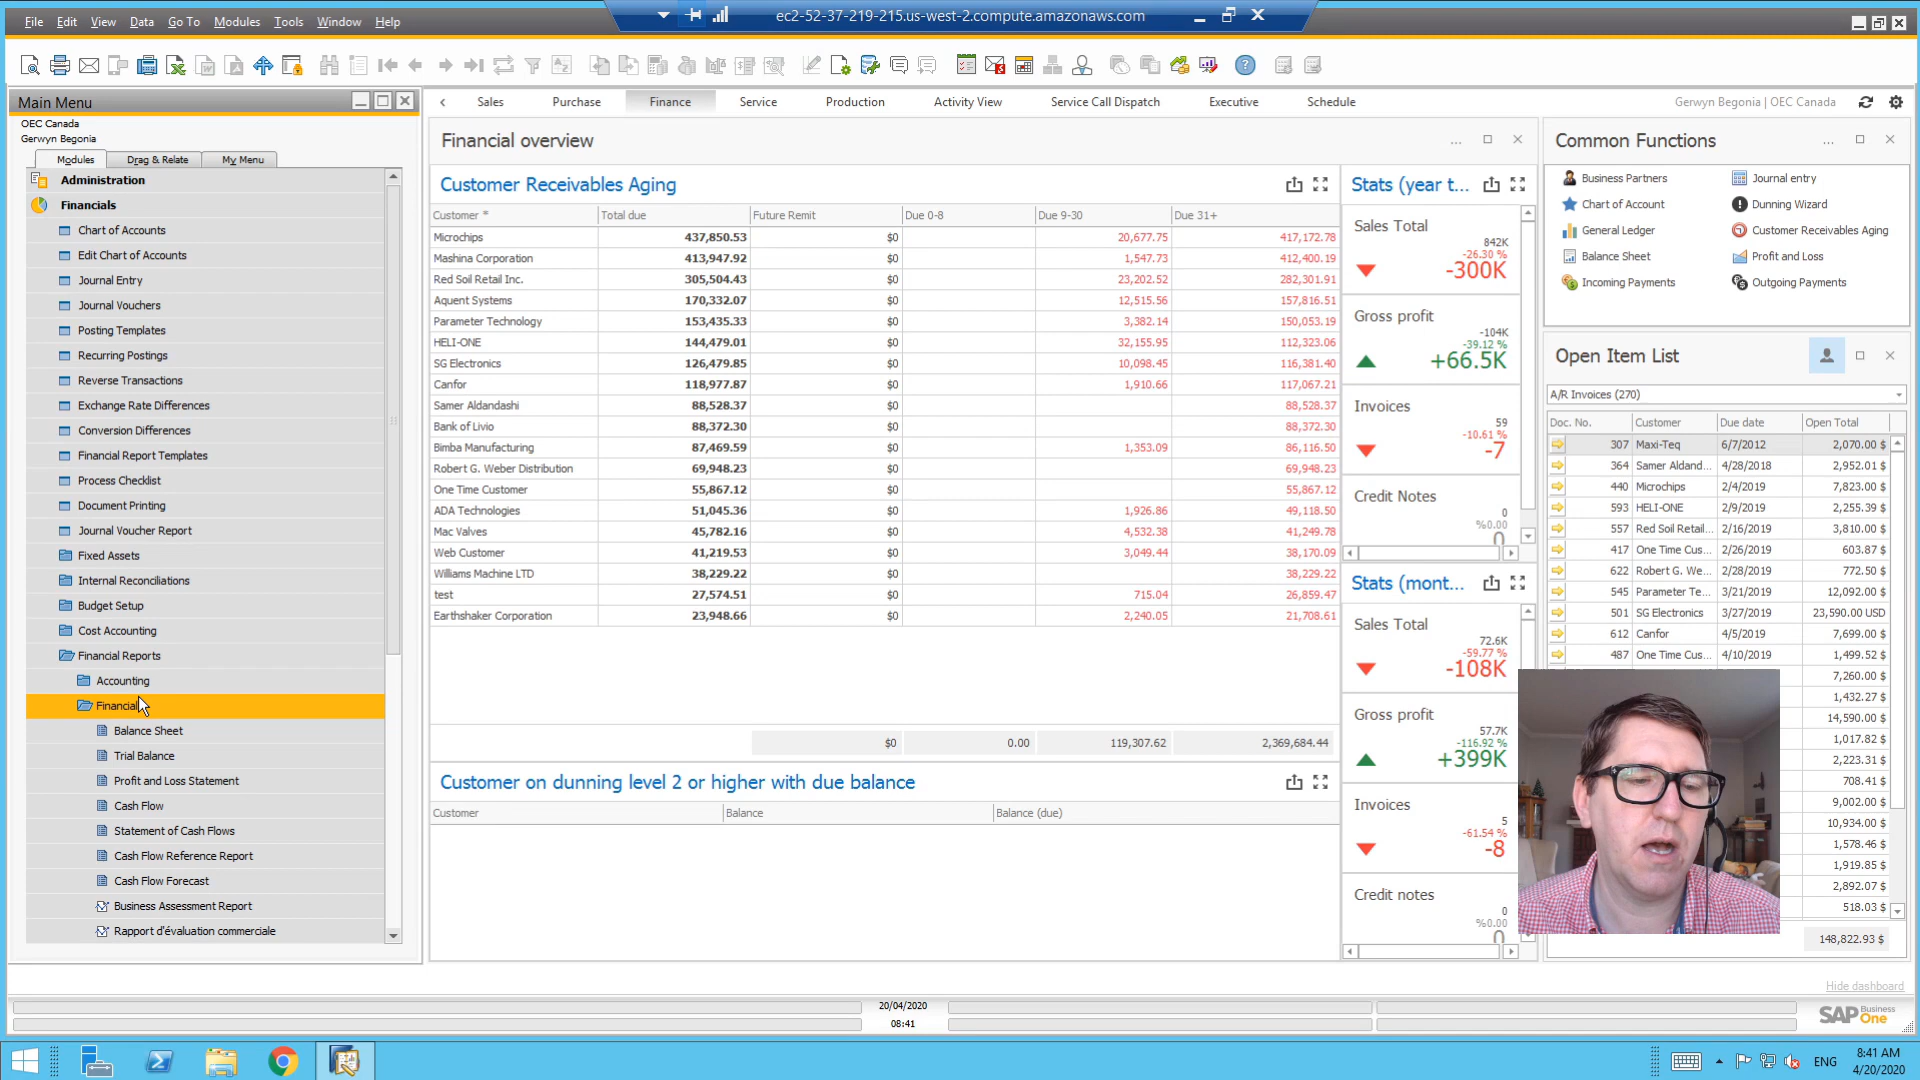 File Edit View Data Go To Modules Tools Window Help
ec2-52-37-219-215.us-west-2.compute.amazonaws.com
Main Menu
OEC Canada
Gerwyn Begonia
Modules Drag & Relate My Menu
Administration
Financials
Chart of Accounts
Edit Chart of Accounts
Journal Entry
Journal Vouchers
Posting Templates
Recurring Postings
Reverse Transactions
Exchange Rate Differences
Conversion Differences
Financial Report Templates
Process Checklist
Document Printing
Journal Voucher Report
Fixed Assets
Internal Reconciliations
Budget Setup
Cost Accounting
Financial Reports
Accounting
Financial
Balance Sheet
Trial Balance
Profit and Loss Statement
Cash Flow
Statement of Cash Flows
Cash Flow Reference Report
Cash Flow Forecast
Business Assessment Report
Rapport d'évaluation commerciale
Sales Purchase Finance Service Production Activity View Service Call Dispatch Executive Schedule
Gerwyn Begonia | OEC Canada
Financial overview
Customer Receivables Aging
Customer * Total due Future Remit Due 0-8 Due 9-30 Due 31+
Microchips 437,850.53 $0 20,677.75 417,172.78
Mashina Corporation 413,947.92 $0 1,547.73 412,400.19
Red Soil Retail Inc. 305,504.43 $0 23,202.52 282,301.91
Aquent Systems 170,332.07 $0 12,515.56 157,816.51
Parameter Technology 153,435.33 $0 3,382.14 150,053.19
HELI-ONE 144,479.01 $0 32,155.95 112,323.06
SG Electronics 126,479.85 $0 10,098.45 116,381.40
Canfor 118,977.87 $0 1,910.66 117,067.21
Samer Aldandashi 88,528.37 $0 88,528.37
Bank of Livio 88,372.30 $0 88,372.30
Bimba Manufacturing 87,469.59 $0 1,353.09 86,116.50
Robert G. Weber Distribution 69,948.23 $0 69,948.23
One Time Customer 55,867.12 $0 55,867.12
ADA Technologies 51,045.36 $0 1,926.86 49,118.50
Mac Valves 45,782.16 $0 4,532.38 41,249.78
Web Customer 41,219.53 $0 3,049.44 38,170.09
Williams Machine LTD 38,229.22 $0 38,229.22
test 27,574.51 $0 715.04 26,859.47
Earthshaker Corporation 23,948.66 $0 2,240.05 21,708.61
$0 0.00 119,307.62 2,369,684.44
Customer on dunning level 2 or higher with due balance
Customer Balance Balance (due)
Stats (year t...
Sales Total
842K
-26.30 %
-300K
Gross profit
-104K
-39.12 %
+66.5K
Invoices
59
-10.61 %
-7
Credit Notes
0
%0.00
0
Stats (mont...
Sales Total
72.6K
-59.77 %
-108K
Gross profit
57.7K
-116.92 %
+399K
Invoices
5
-61.54 %
-8
Credit notes
0
%0.00
0
Common Functions
Business Partners Journal entry
Chart of Account Dunning Wizard
General Ledger Customer Receivables Aging
Balance Sheet Profit and Loss
Incoming Payments Outgoing Payments
Open Item List
A/R Invoices (270)
Doc. No. Customer Due date Open Total
307 Maxi-Teq 6/7/2012 2,070.00 $
364 Samer Aldand... 4/28/2018 2,952.01 $
440 Microchips 2/4/2019 7,823.00 $
593 HELI-ONE 2/9/2019 2,255.39 $
557 Red Soil Retail... 2/16/2019 3,810.00 $
417 One Time Cus... 2/26/2019 603.87 $
622 Robert G. We... 2/28/2019 772.50 $
545 Parameter Te... 3/21/2019 12,092.00 $
501 SG Electronics 3/27/2019 23,590.00 USD
612 Canfor 4/5/2019 7,699.00 $
487 One Time Cus... 4/10/2019 1,499.52 $
7,260.00 $
1,432.27 $
14,590.00 $
1,017.82 $
2,223.31 $
708.41 $
9,002.00 $
10,934.00 $
1,578.46 $
1,919.85 $
2,892.07 $
518.03 $
148,822.93 $
Hide dashboard
20/04/2020
08:41
SAP Business One
ENG
8:41 AM
4/20/2020